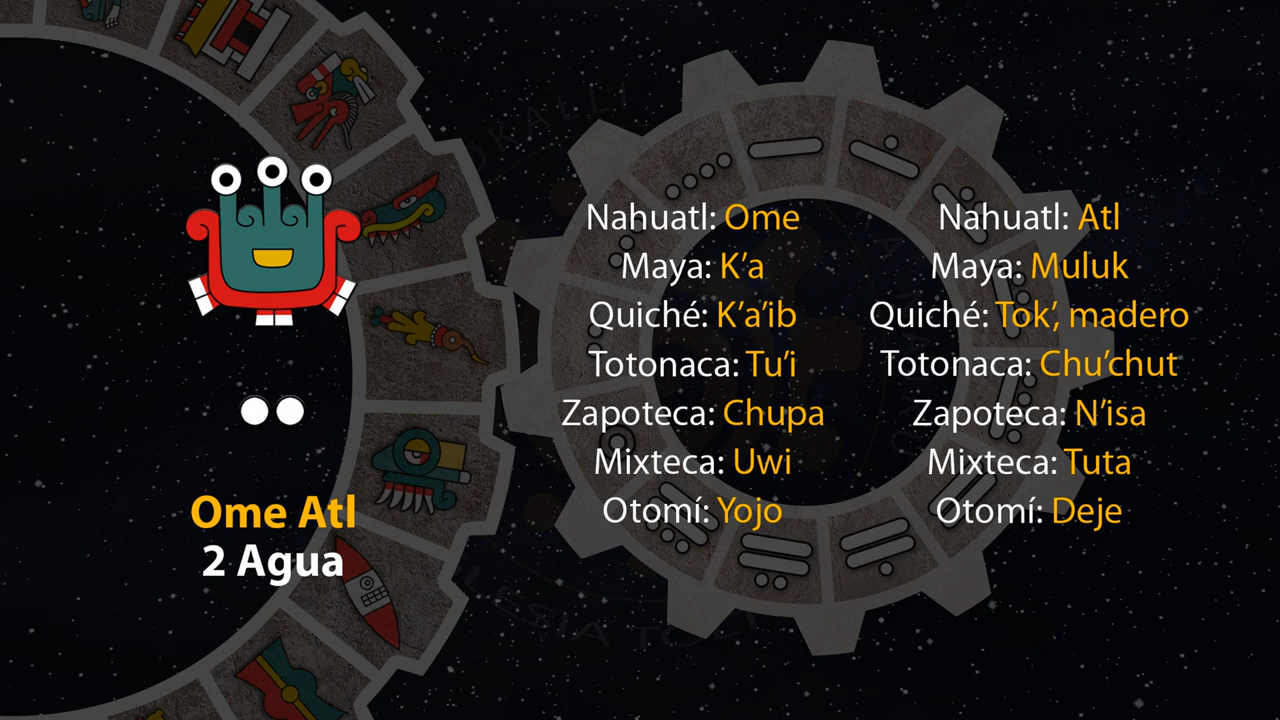 Ome Atl
2 Agua
Nahuatl: Ome
Maya: K’a
Quiché: K’a’ib
Totonaca: Tu’i
Zapoteca: Chupa
Mixteca: Uwi
Otomí: Yojo
Nahuatl: Atl
Maya: Muluk
Quiché: Tok’, madero
Totonaca: Chu’chut
Zapoteca: N’isa
Mixteca: Tuta
Otomí: Deje